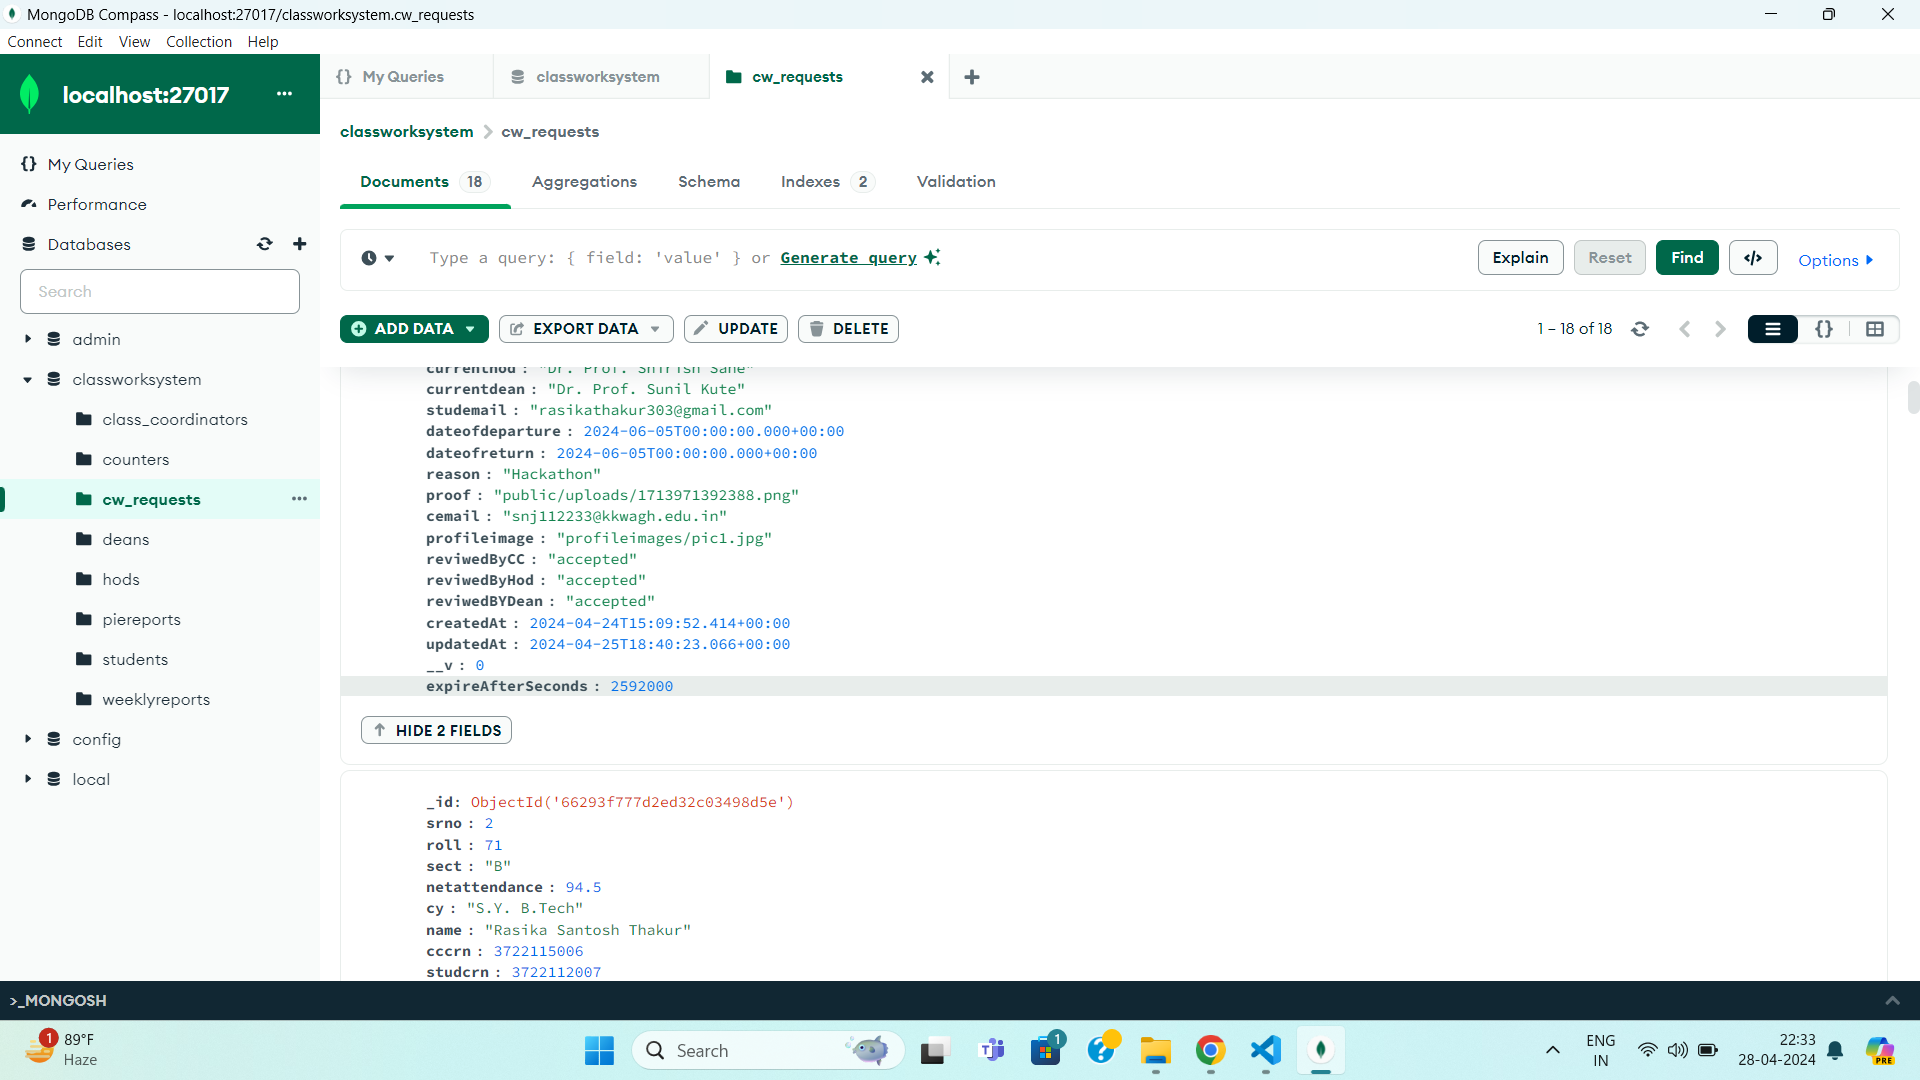 MongoDB Compass - localhost:27017/classworksystem.cw_requests
Connect Edit View Collection Help
localhost:27017
My Queries
Performance
Databases
Search
admin
classworksystem
class_coordinators
counters
cw_requests
deans
hods
piereports
students
weeklyreports
config
local
{} My Queries
classworksystem
cw_requests
classworksystem > cw_requests
Documents 18 Aggregations Schema Indexes 2 Validation
Type a query: { field: 'value' } or Generate query
Explain Reset Find </> Options
ADD DATA EXPORT DATA UPDATE DELETE
1 – 18 of 18
currenthod : "Dr. Prof. Shirish Sane"
currentdean : "Dr. Prof. Sunil Kute"
studemail : "rasikathakur303@gmail.com"
dateofdeparture : 2024-06-05T00:00:00.000+00:00
dateofreturn : 2024-06-05T00:00:00.000+00:00
reason : "Hackathon"
proof : "public/uploads/1713971392388.png"
cemail : "snj112233@kkwagh.edu.in"
profileimage : "profileimages/pic1.jpg"
reviwedByCC : "accepted"
reviwedByHod : "accepted"
reviwedBYDean : "accepted"
createdAt : 2024-04-24T15:09:52.414+00:00
updatedAt : 2024-04-25T18:40:23.066+00:00
__v : 0
expireAfterSeconds : 2592000
HIDE 2 FIELDS
_id: ObjectId('66293f777d2ed32c03498d5e')
srno : 2
roll : 71
sect : "B"
netattendance : 94.5
cy : "S.Y. B.Tech"
name : "Rasika Santosh Thakur"
cccrn : 3722115006
studcrn : 3722112007
>_MONGOSH
1
89°F
Haze
Search
1
ENG
IN
22:33
28-04-2024
PRE